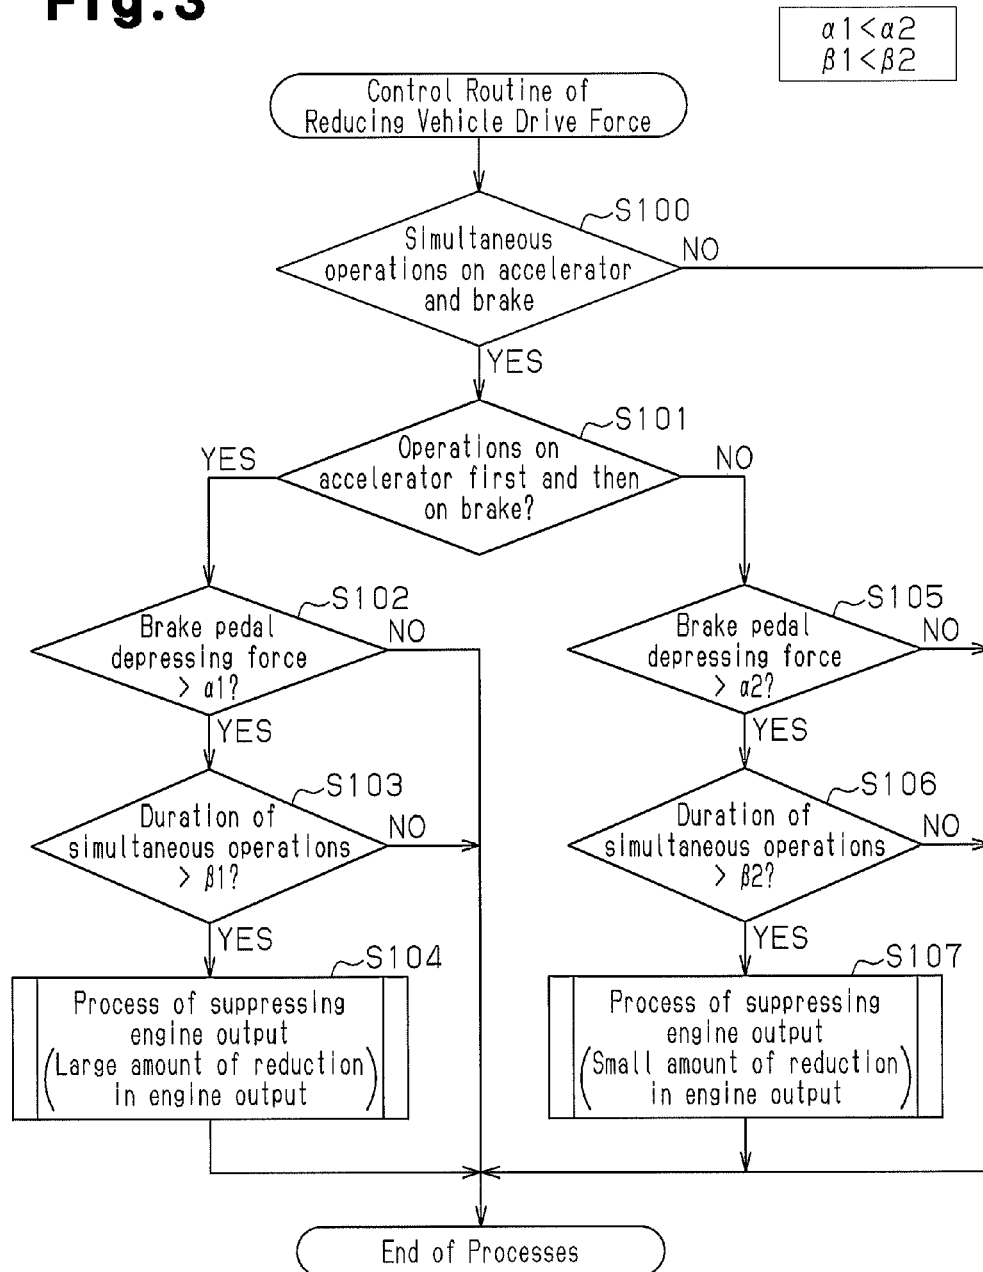 Fig.3
α1<α2
β1<β2
Control Routine of
Reducing Vehicle Drive Force
S100
Simultaneous
operations on accelerator
and brake
NO
YES
S101
Operations on
accelerator first and then
on brake?
YES
NO
S102
Brake pedal
depressing force
> α1?
NO
YES
S105
Brake pedal
depressing force
> α2?
NO
YES
S103
Duration of
simultaneous operations
> β1?
NO
YES
S106
Duration of
simultaneous operations
> β2?
NO
YES
S104
Process of suppressing
engine output
(Large amount of reduction
in engine output)
S107
Process of suppressing
engine output
(Small amount of reduction
in engine output)
End of Processes